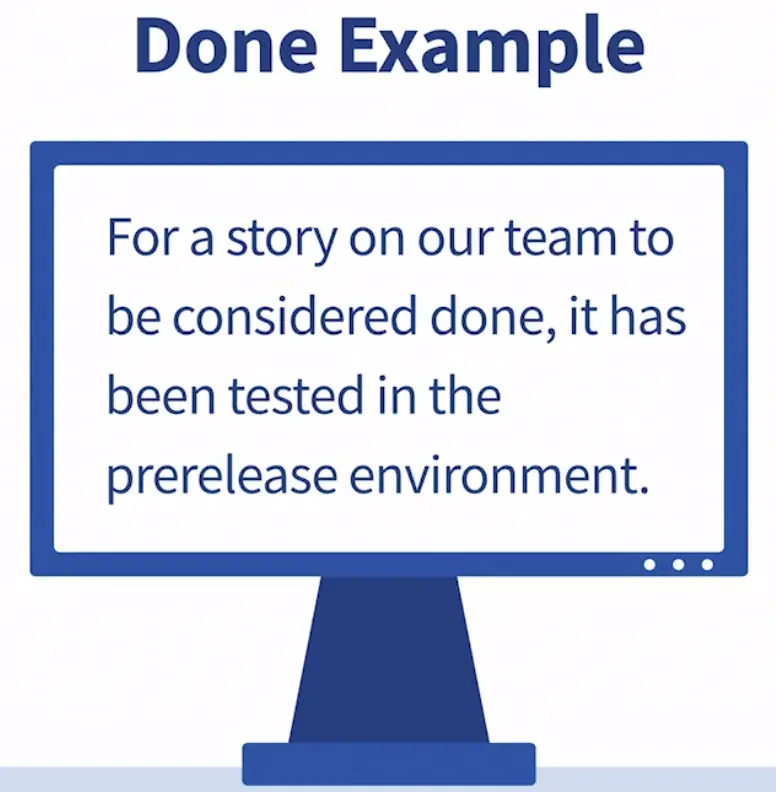 Done Example
For a story on our team to
be considered done, it has
been tested in the
prerelease environment.